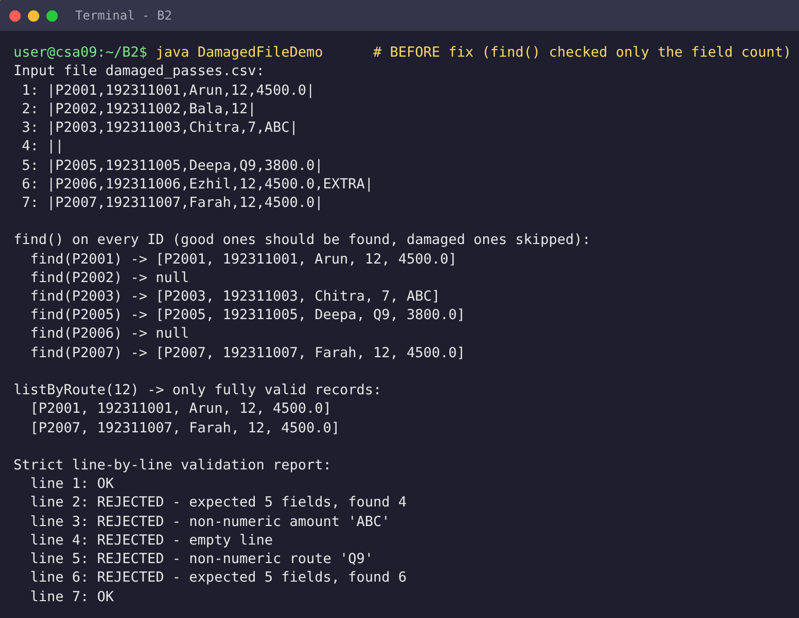 Terminal - B2
user@csa09:~/B2$ java DamagedFileDemo      # BEFORE fix (find() checked only the field count)
Input file damaged_passes.csv:
 1: |P2001,192311001,Arun,12,4500.0|
 2: |P2002,192311002,Bala,12|
 3: |P2003,192311003,Chitra,7,ABC|
 4: ||
 5: |P2005,192311005,Deepa,Q9,3800.0|
 6: |P2006,192311006,Ezhil,12,4500.0,EXTRA|
 7: |P2007,192311007,Farah,12,4500.0|
find() on every ID (good ones should be found, damaged ones skipped):
  find(P2001) -> [P2001, 192311001, Arun, 12, 4500.0]
  find(P2002) -> null
  find(P2003) -> [P2003, 192311003, Chitra, 7, ABC]
  find(P2005) -> [P2005, 192311005, Deepa, Q9, 3800.0]
  find(P2006) -> null
  find(P2007) -> [P2007, 192311007, Farah, 12, 4500.0]
listByRoute(12) -> only fully valid records:
  [P2001, 192311001, Arun, 12, 4500.0]
  [P2007, 192311007, Farah, 12, 4500.0]
Strict line-by-line validation report:
  line 1: OK
  line 2: REJECTED - expected 5 fields, found 4
  line 3: REJECTED - non-numeric amount 'ABC'
  line 4: REJECTED - empty line
  line 5: REJECTED - non-numeric route 'Q9'
  line 6: REJECTED - expected 5 fields, found 6
  line 7: OK